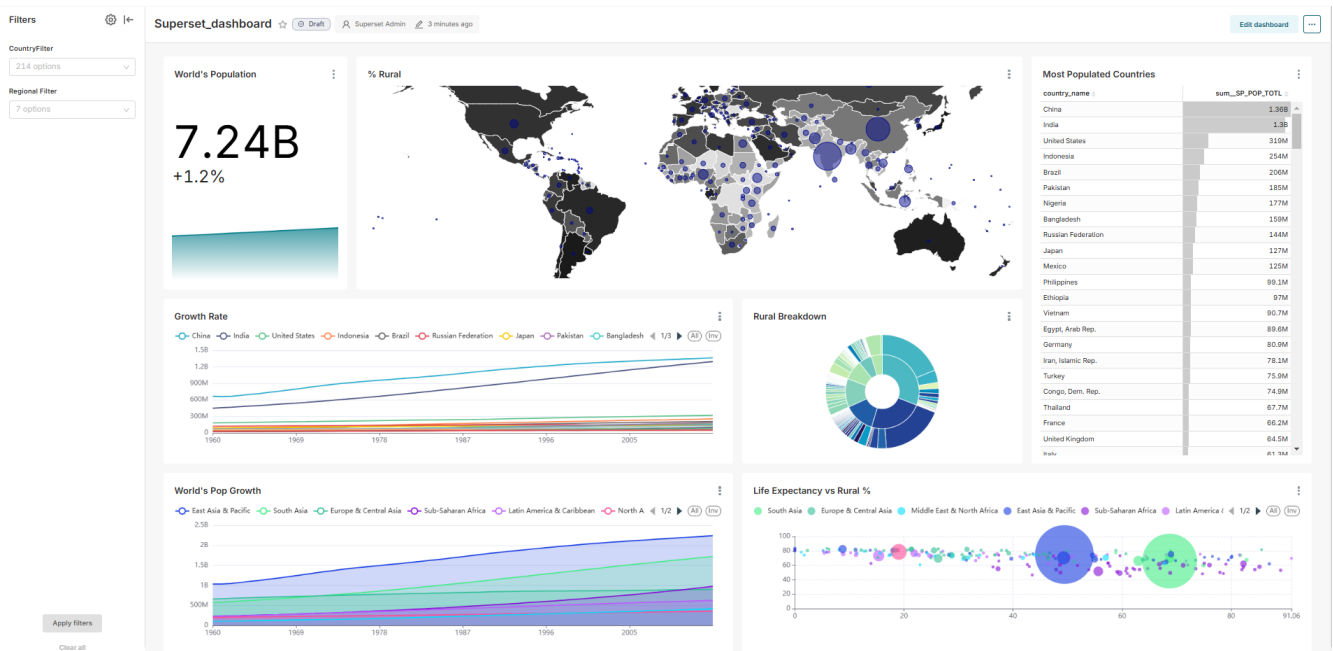 Filters
CountryFilter
214 options
Regional Filter
7 options
Apply filters
Clear all
Superset_dashboard Draft Superset Admin 3 minutes ago
Edit dashboard
World's Population
7.24B
+1.2%
% Rural
Most Populated Countries
country_name sum__SP_POP_TOTL
China 1.36B
India 1.3B
United States 319M
Indonesia 254M
Brazil 206M
Pakistan 185M
Nigeria 177M
Bangladesh 159M
Russian Federation 144M
Japan 127M
Mexico 125M
Philippines 99.1M
Ethiopia 97M
Vietnam 90.7M
Egypt, Arab Rep. 89.6M
Germany 80.9M
Iran, Islamic Rep. 78.1M
Turkey 75.9M
Congo, Dem. Rep. 74.9M
Thailand 67.7M
France 66.2M
United Kingdom 64.5M
Italy 61.3M
Growth Rate
China India United States Indonesia Brazil Russian Federation Japan Pakistan Bangladesh 1/3 All Inv
1.5B
1.2B
900M
600M
300M
0
1960 1969 1978 1987 1996 2005
Rural Breakdown
World's Pop Growth
East Asia & Pacific South Asia Europe & Central Asia Sub-Saharan Africa Latin America & Caribbean North A 1/2 All Inv
2.5B
2B
1.5B
1B
500M
0
1960 1969 1978 1987 1996 2005
Life Expectancy vs Rural %
South Asia Europe & Central Asia Middle East & North Africa East Asia & Pacific Sub-Saharan Africa Latin America & 1/2 All Inv
100
80
60
40
20
0
0 20 40 60 80 91.06